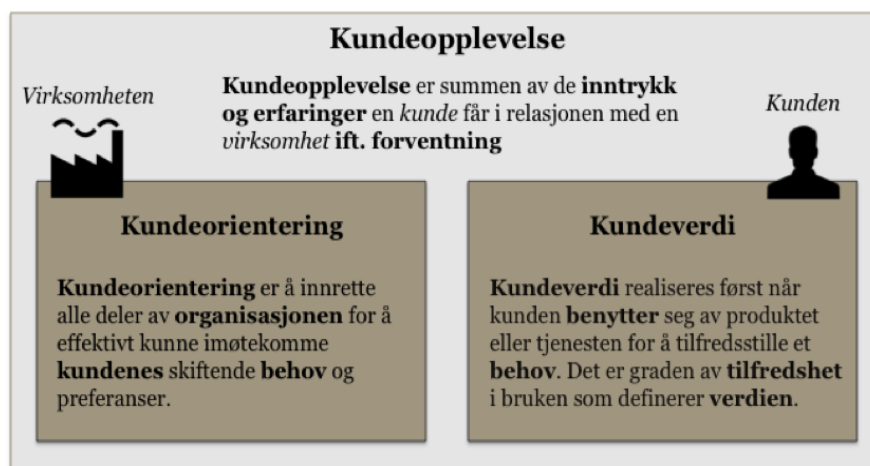 Kundeopplevelse
Virksomheten
Kundeopplevelse er summen av de inntrykk
og erfaringer en kunde får i relasjonen med en
virksomhet ift. forventning
Kunden
Kundeorientering
Kundeorientering er å innrette
alle deler av organisasjonen for å
effektivt kunne imøtekomme
kundenes skiftende behov og
preferanser.
Kundeverdi
Kundeverdi realiseres først når
kunden benytter seg av produktet
eller tjenesten for å tilfredsstille et
behov. Det er graden av tilfredshet
i bruken som definerer verdien.